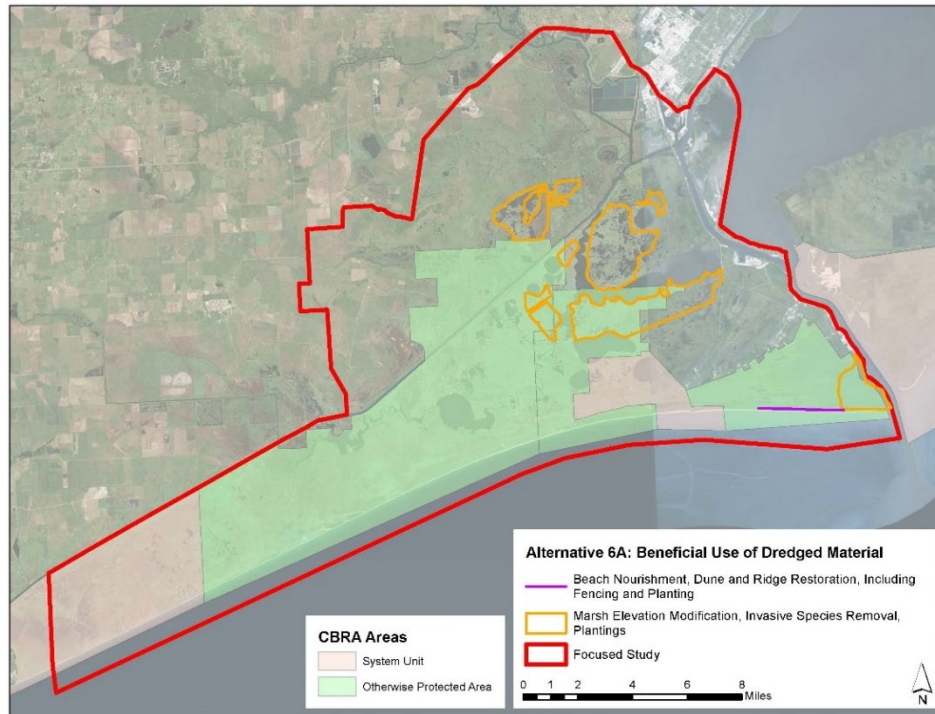 CBRA Areas
System Unit
Otherwise Protected Area
Alternative 6A: Beneficial Use of Dredged Material
Beach Nourishment, Dune and Ridge Restoration, Including
Fencing and Planting
Marsh Elevation Modification, Invasive Species Removal,
Plantings
Focused Study
0 1 2 4 6 8
Miles
N